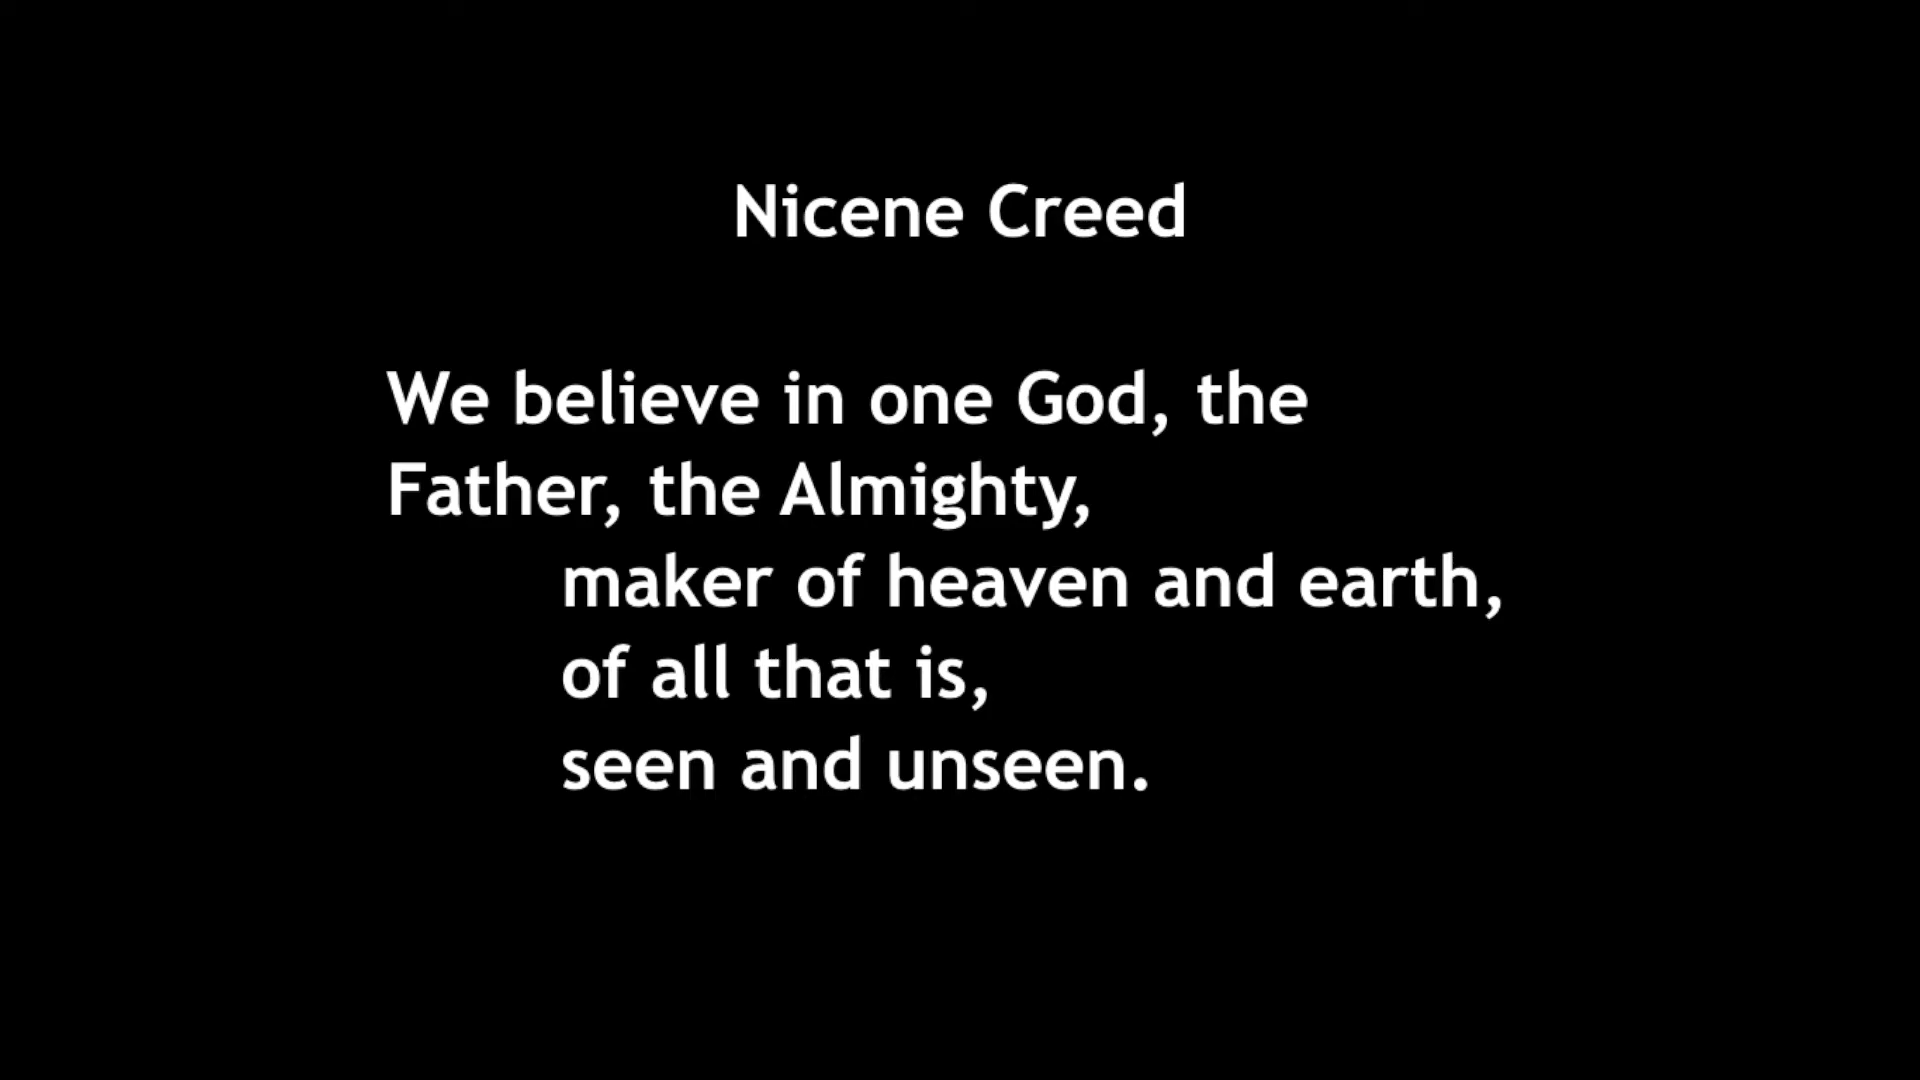 Nicene Creed
We believe in one God, the
Father, the Almighty,
maker of heaven and earth,
of all that is,
seen and unseen.